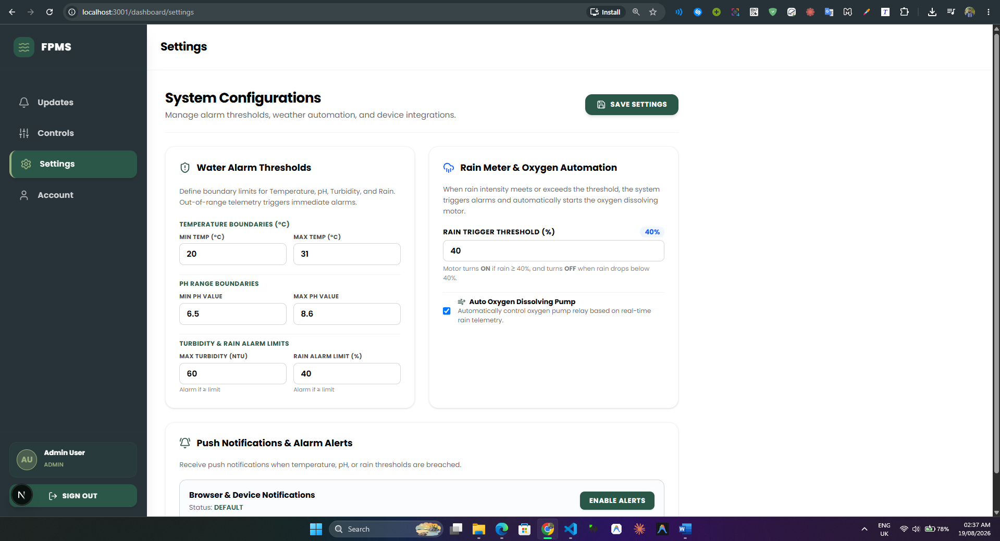 localhost:3001/dashboard/settings
Install
FPMS
Updates
Controls
Settings
Account
Settings
System Configurations
Manage alarm thresholds, weather automation, and device integrations.
SAVE SETTINGS
Water Alarm Thresholds
Define boundary limits for Temperature, pH, Turbidity, and Rain.
Out-of-range telemetry triggers immediate alarms.
TEMPERATURE BOUNDARIES (°C)
MIN TEMP (°C) MAX TEMP (°C)
20 31
PH RANGE BOUNDARIES
MIN PH VALUE MAX PH VALUE
6.5 8.6
TURBIDITY & RAIN ALARM LIMITS
MAX TURBIDITY (NTU) RAIN ALARM LIMIT (%)
60 40
Alarm if ≥ limit Alarm if ≥ limit
Rain Meter & Oxygen Automation
When rain intensity meets or exceeds the threshold, the system
triggers alarms and automatically starts the oxygen dissolving
motor.
RAIN TRIGGER THRESHOLD (%) 40%
40
Motor turns ON if rain ≥ 40%, and turns OFF when rain drops below
40%.
Auto Oxygen Dissolving Pump
Automatically control oxygen pump relay based on real-time
rain telemetry.
Push Notifications & Alarm Alerts
Receive push notifications when temperature, pH, or rain thresholds are breached.
Browser & Device Notifications
Status: DEFAULT
ENABLE ALERTS
AU
Admin User
ADMIN
N
SIGN OUT
Search
ENG
UK
78%
02:37 AM
19/08/2026